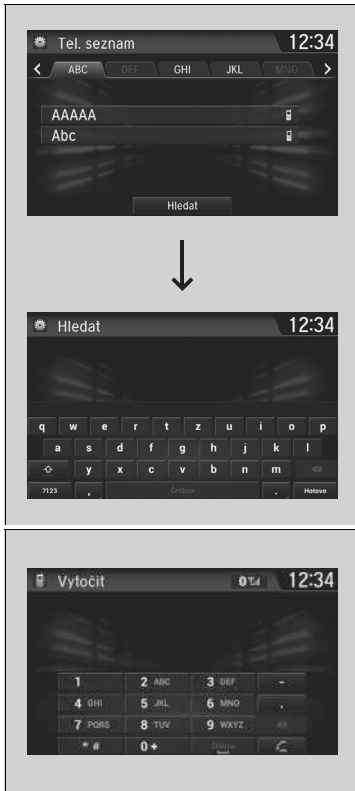 Tel. seznam 12:34
ABC DEF GHI JKL MNO
AAAAA
Abc
Hledat
Hledat 12:34
q w e r t z u i o p
a s d f g h j k l
y x c v b n m
?123 , Čeština . Hotovo
Vytočit 12:34
1 2 ABC 3 DEF -
4 GHI 5 JKL 6 MNO .
7 PQRS 8 TUV 9 WXYZ
* # 0 + Čeština